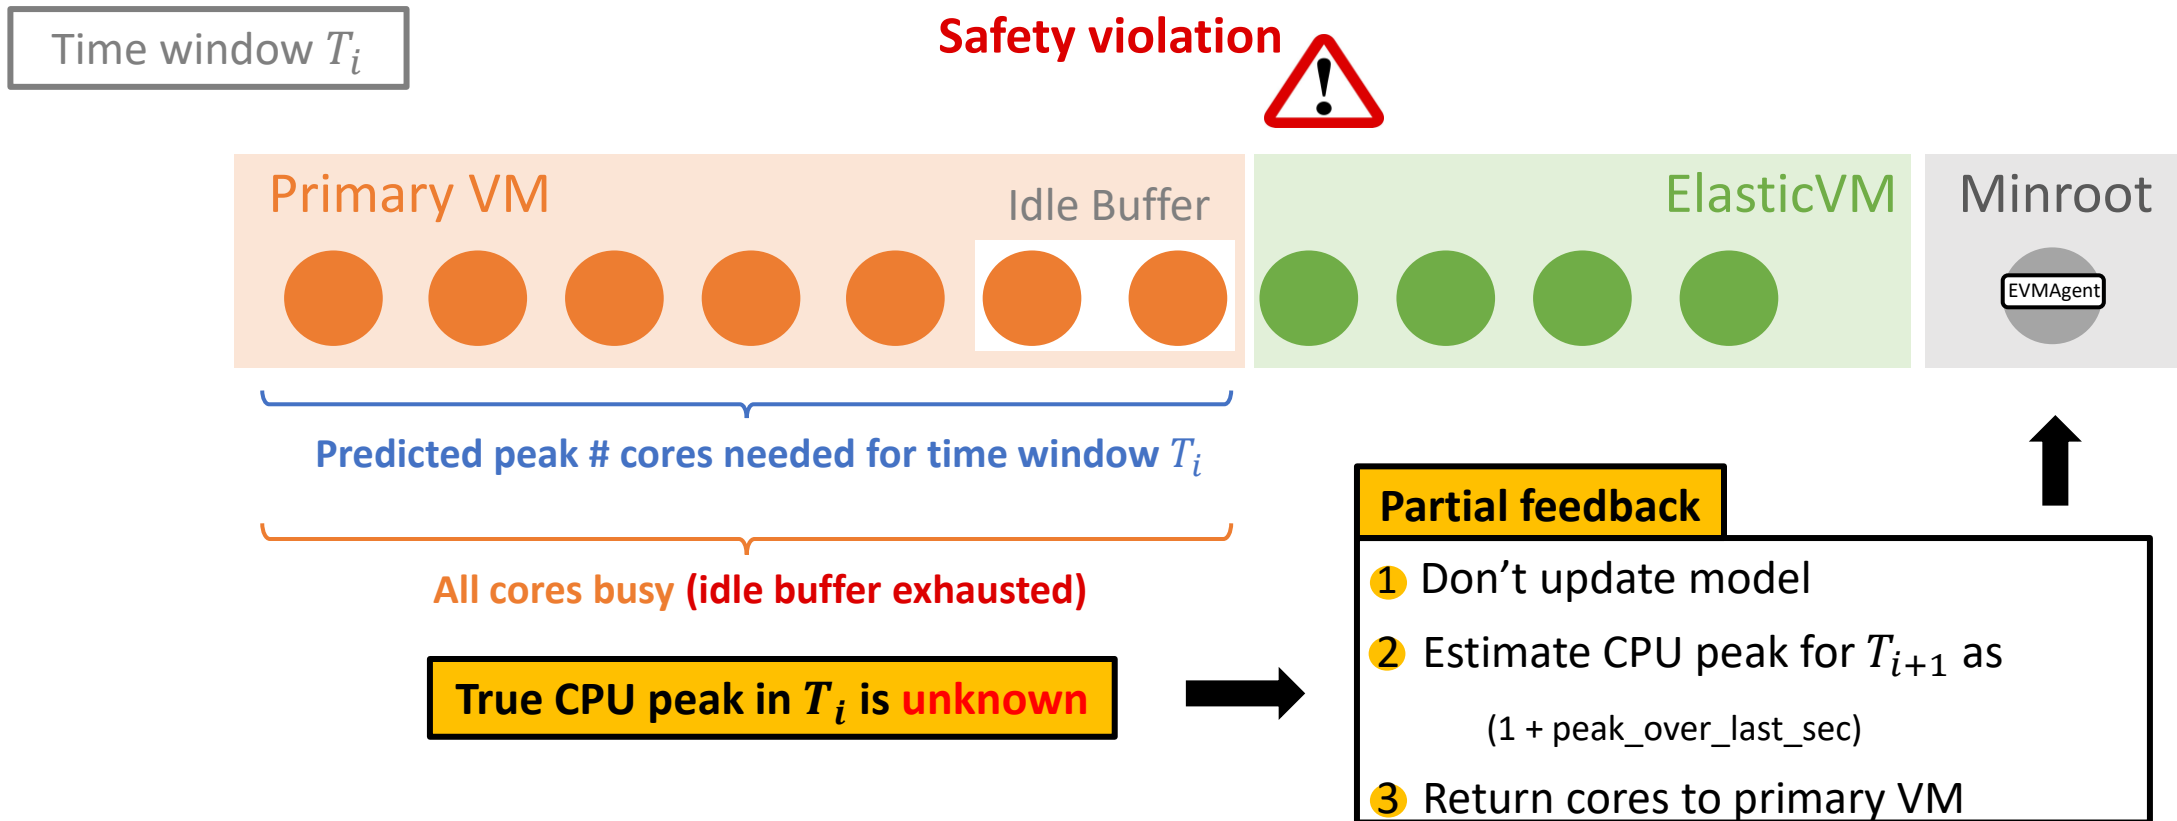 Time window T_i
Safety violation
!
Primary VM
Idle Buffer
ElasticVM
Minroot
EVMAgent
Predicted peak # cores needed for time window T_i
All cores busy (idle buffer exhausted)
True CPU peak in T_i is unknown
Partial feedback
1 Don’t update model
2 Estimate CPU peak for T_{i+1} as
(1 + peak_over_last_sec)
3 Return cores to primary VM